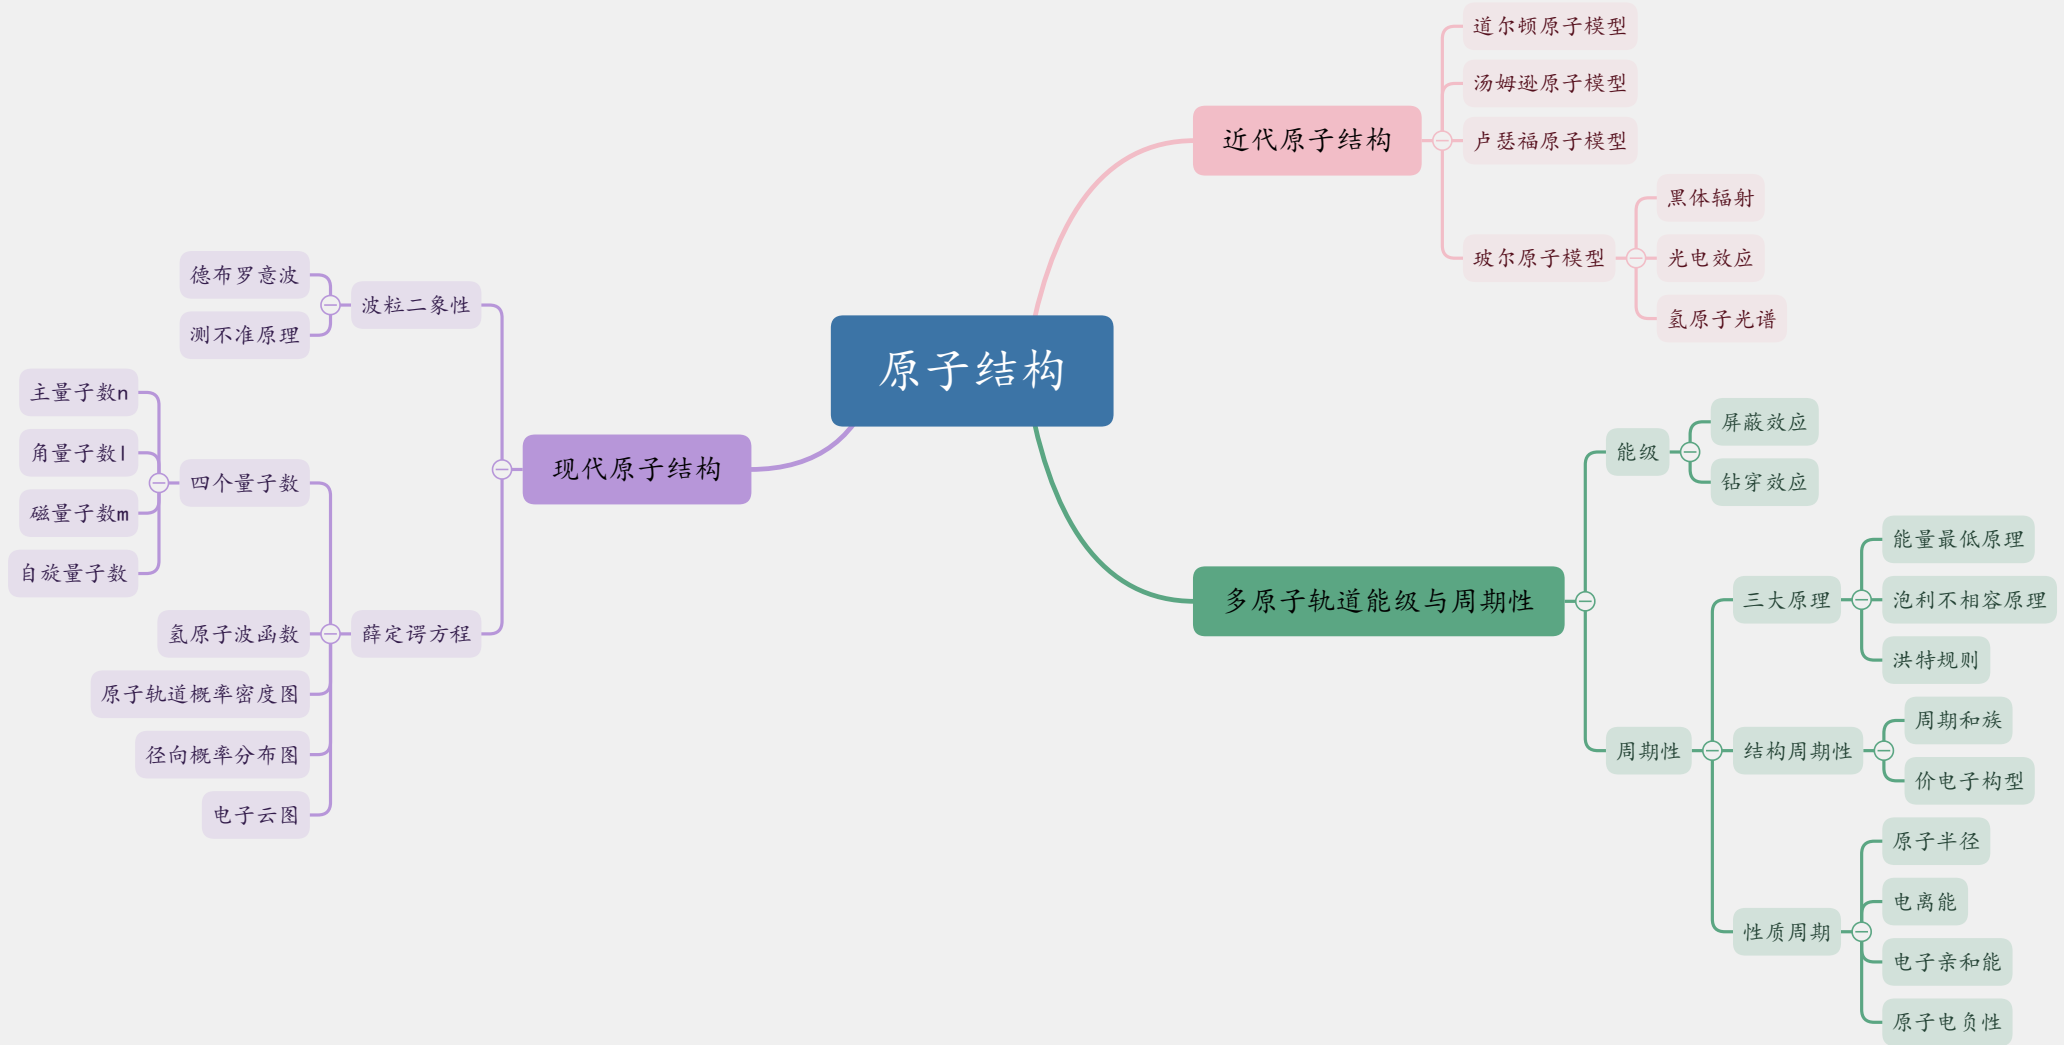 原子结构
近代原子结构
道尔顿原子模型
汤姆逊原子模型
卢瑟福原子模型
玻尔原子模型
黑体辐射
光电效应
氢原子光谱
现代原子结构
波粒二象性
德布罗意波
测不准原理
薛定谔方程
四个量子数
主量子数n
角量子数l
磁量子数m
自旋量子数
氢原子波函数
原子轨道概率密度图
径向概率分布图
电子云图
多原子轨道能级与周期性
能级
屏蔽效应
钻穿效应
周期性
三大原理
能量最低原理
泡利不相容原理
洪特规则
结构周期性
周期和族
价电子构型
性质周期
原子半径
电离能
电子亲和能
原子电负性